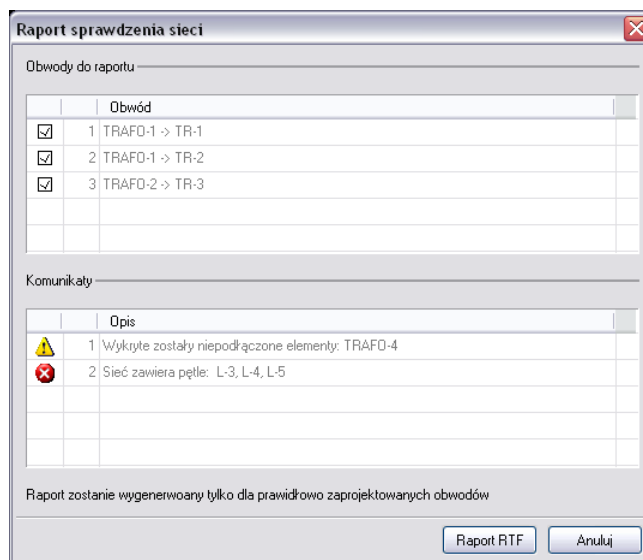 Raport sprawdzenia sieci
Obwody do raportu
Obwód
1 TRAFO-1 -> TR-1
2 TRAFO-1 -> TR-2
3 TRAFO-2 -> TR-3
Komunikaty
Opis
1 Wykryte zostały niepodłączone elementy: TRAFO-4
2 Sieć zawiera pętle: L-3, L-4, L-5
Raport zostanie wygenerwoany tylko dla prawidłowo zaprojektowanych obwodów
Raport RTF Anuluj